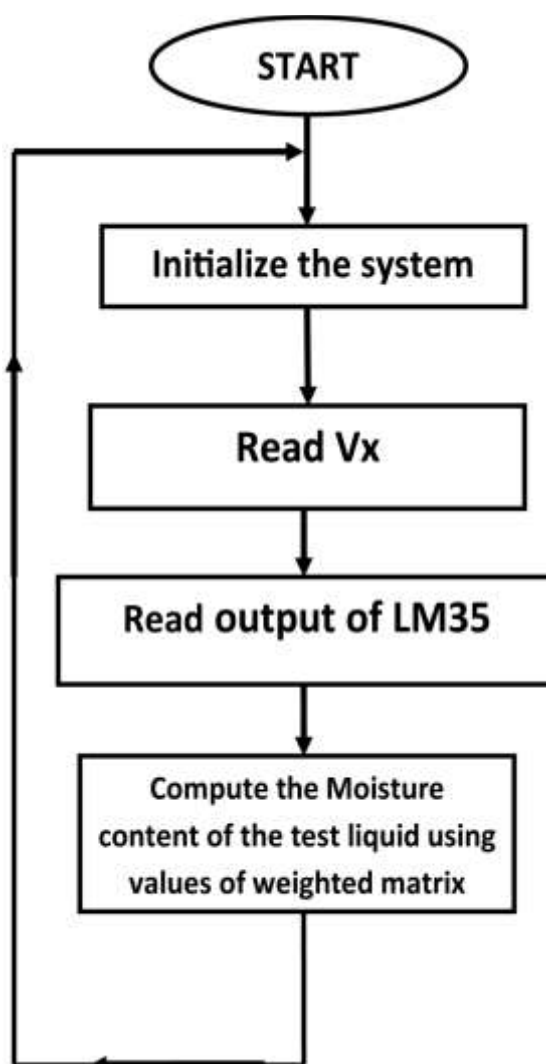 START
Initialize the system
Read Vx
Read output of LM35
Compute the Moisture
content of the test liquid using
values of weighted matrix